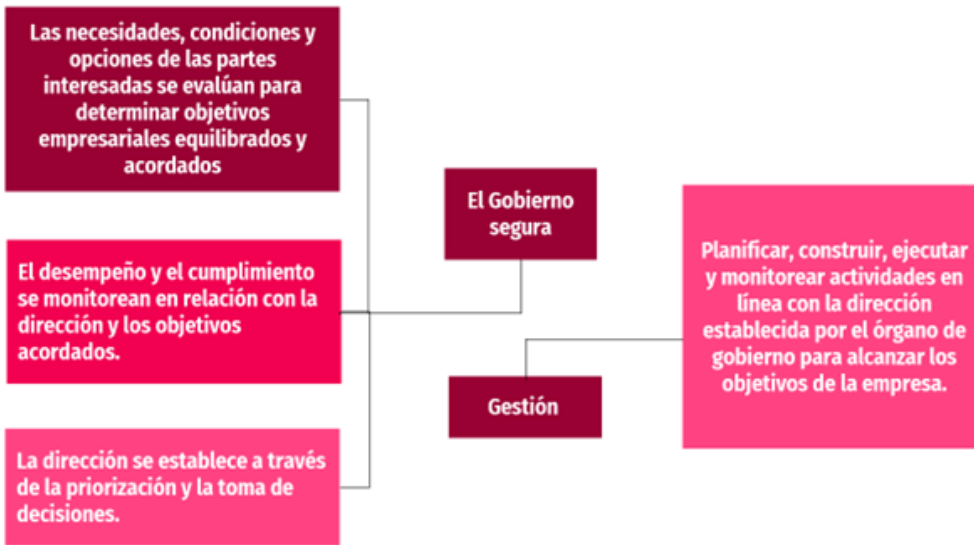 Las necesidades, condiciones y
opciones de las partes
interesadas se evalúan para
determinar objetivos
empresariales equilibrados y
acordados
El desempeño y el cumplimiento
se monitorean en relación con la
dirección y los objetivos
acordados.
La dirección se establece a través
de la priorización y la toma de
decisiones.
El Gobierno
segura
Gestión
Planificar, construir, ejecutar
y monitorear actividades en
línea con la dirección
establecida por el órgano de
gobierno para alcanzar los
objetivos de la empresa.